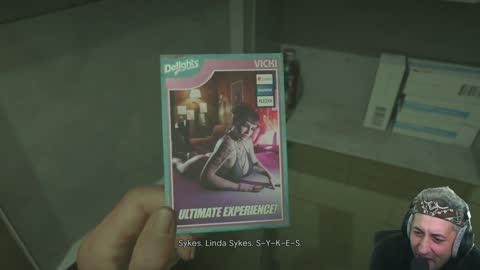 Delights
VICKI
ULTIMATE EXPERIENCE!
Sykes. Linda Sykes. S-Y-K-E-S.